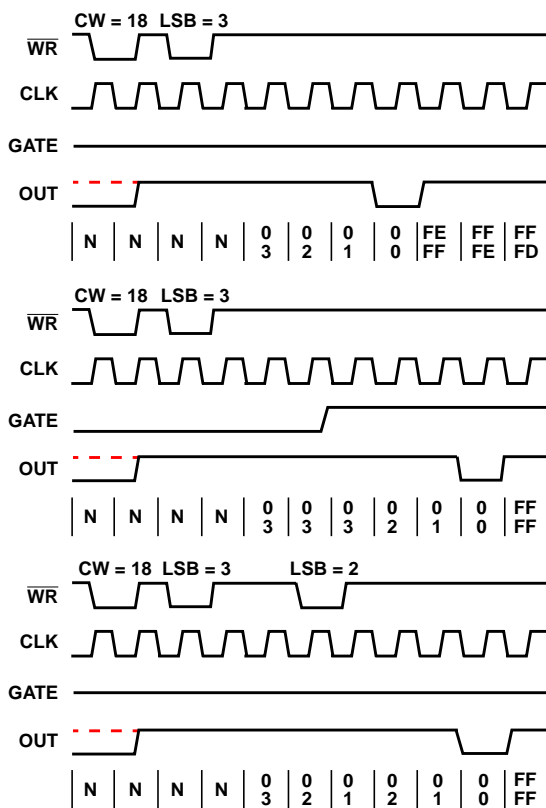 CW = 18 LSB = 3
WR
CLK
GATE
OUT
N N N N 0 0 0 0 FE FF FF
3 2 1 0 FF FE FD
CW = 18 LSB = 3
WR
CLK
GATE
OUT
N N N N 0 0 0 0 0 0 FF
3 3 3 2 1 0 FF
CW = 18 LSB = 3 LSB = 2
WR
CLK
GATE
OUT
N N N N 0 0 0 0 0 0 FF
3 2 1 2 1 0 FF